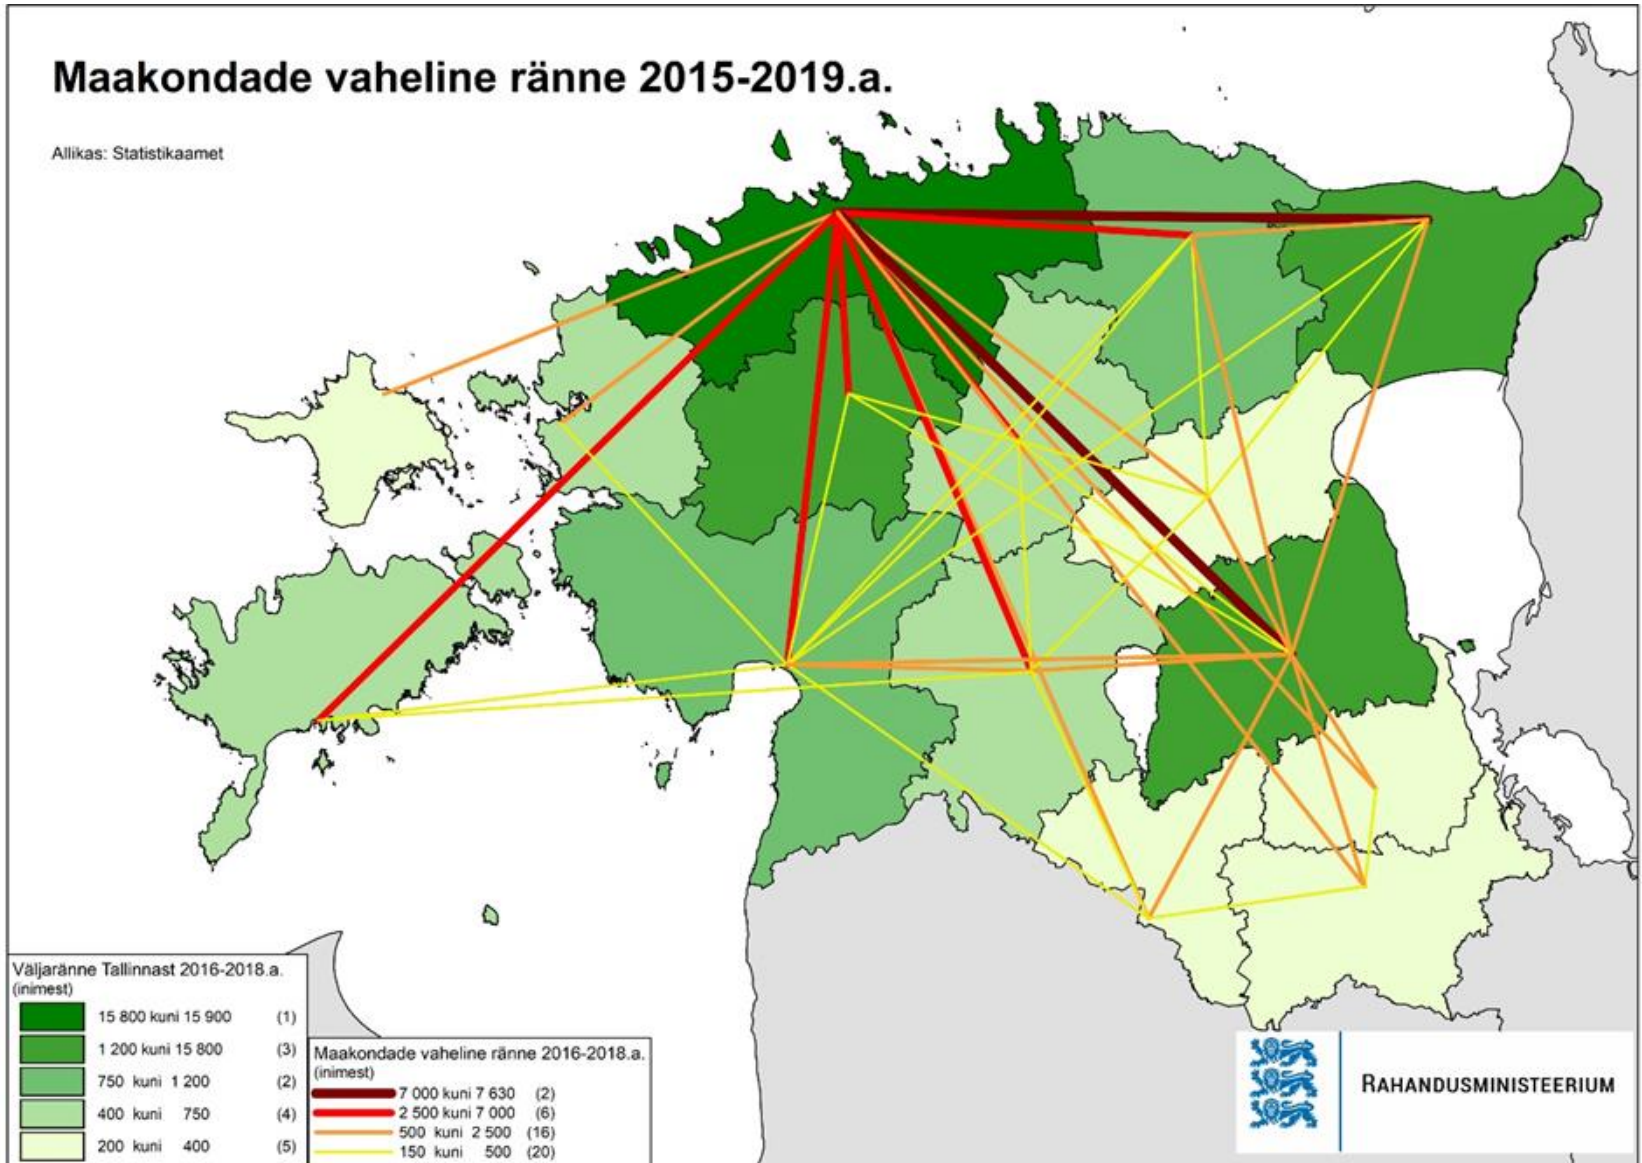 Maakondade vaheline ränne 2015-2019.a.
Allikas: Statistikaamet
Väljaränne Tallinnast 2016-2018.a.
(inimest)
15 800 kuni 15 900 (1)
1 200 kuni 15 800 (3)
750 kuni 1 200 (2)
400 kuni 750 (4)
200 kuni 400 (5)
Maakondade vaheline ränne 2016-2018.a.
(inimest)
7 000 kuni 7 630 (2)
2 500 kuni 7 000 (6)
500 kuni 2 500 (16)
150 kuni 500 (20)
RAHANDUSMINISTEERIUM